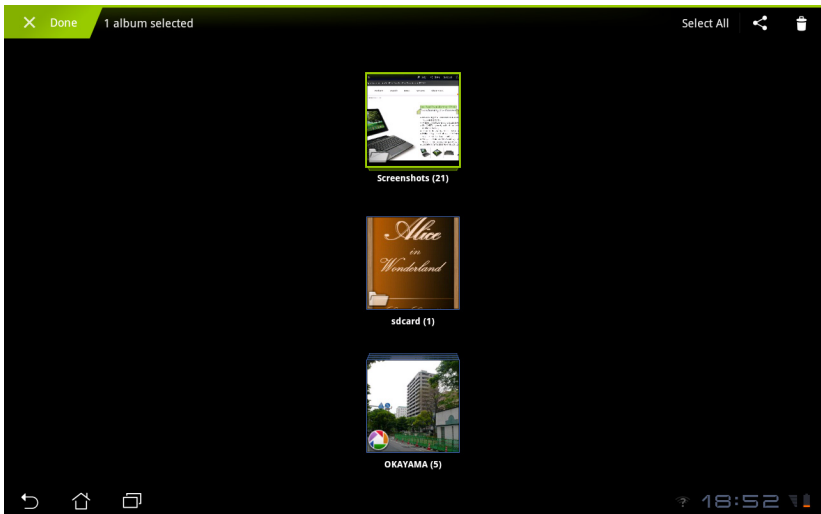 Done
1 album selected
Select All
Screenshots (21)
Alice
in
Wonderland
sdcard (1)
OKAYAMA (5)
?
18:52